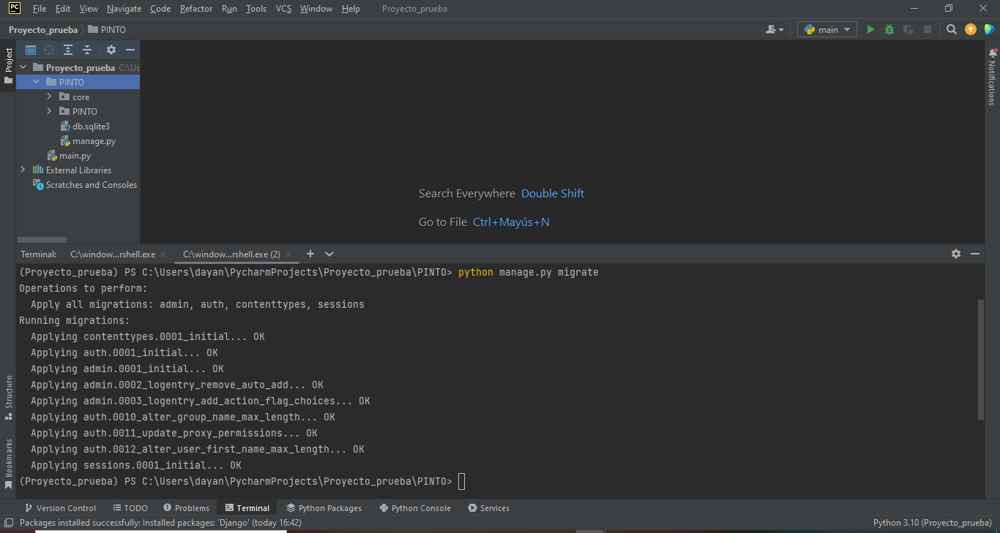 File Edit View Navigate Code Refactor Run Tools VCS Window Help Proyecto_prueba
Proyecto_prueba PINTO main
Project
Proyecto_prueba C:\Us
PINTO
core
PINTO
db.sqlite3
manage.py
main.py
External Libraries
Scratches and Consoles
Search Everywhere Double Shift
Go to File Ctrl+Mayús+N
Notifications
Terminal: C:\window...rshell.exe C:\window...rshell.exe (2)
(Proyecto_prueba) PS C:\Users\dayan\PycharmProjects\Proyecto_prueba\PINTO> python manage.py migrate
Operations to perform:
Apply all migrations: admin, auth, contenttypes, sessions
Running migrations:
Applying contenttypes.0001_initial... OK
Applying auth.0001_initial... OK
Applying admin.0001_initial... OK
Applying admin.0002_logentry_remove_auto_add... OK
Applying admin.0003_logentry_add_action_flag_choices... OK
Applying auth.0010_alter_group_name_max_length... OK
Applying auth.0011_update_proxy_permissions... OK
Applying auth.0012_alter_user_first_name_max_length... OK
Applying sessions.0001_initial... OK
(Proyecto_prueba) PS C:\Users\dayan\PycharmProjects\Proyecto_prueba\PINTO>
Structure
Bookmarks
Version Control TODO Problems Terminal Python Packages Python Console Services
Packages installed successfully: Installed packages: 'Django' (today 16:42) Python 3.10 (Proyecto_prueba)